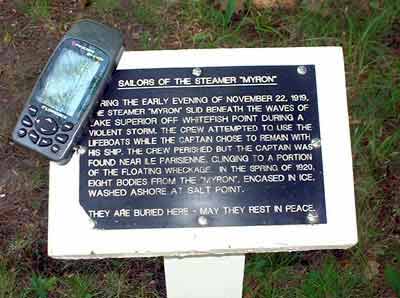 SAILORS OF THE STEAMER "MYRON"
RING THE EARLY EVENING OF NOVEMBER 22, 1919,
THE STEAMER "MYRON" SLID BENEATH THE WAVES OF
LAKE SUPERIOR OFF WHITEFISH POINT DURING A
VIOLENT STORM. THE CREW ATTEMPTED TO USE THE
LIFEBOATS WHILE THE CAPTAIN CHOSE TO REMAIN WITH
HIS SHIP. THE CREW PERISHED BUT THE CAPTAIN WAS
FOUND NEAR ILE PARISIENNE, CLINGING TO A PORTION
OF THE FLOATING WRECKAGE. IN THE SPRING OF 1920,
EIGHT BODIES FROM THE "MYRON", ENCASED IN ICE,
WASHED ASHORE AT SALT POINT.
THEY ARE BURIED HERE - MAY THEY REST IN PEACE.